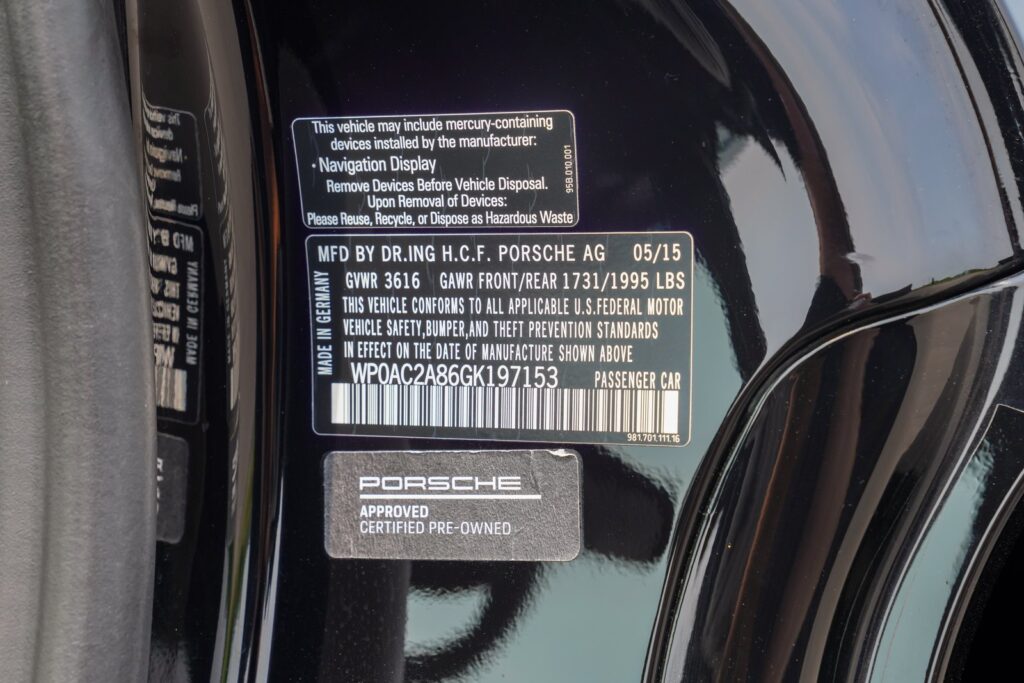 This vehicle may include mercury-containing
devices installed by the manufacturer:
· Navigation Display
Remove Devices Before Vehicle Disposal.
Upon Removal of Devices:
Please Reuse, Recycle, or Dispose as Hazardous Waste
95B.010.001
MFD BY DR.ING H.C.F. PORSCHE AG 05/15
GVWR 3616 GAWR FRONT/REAR 1731/1995 LBS
THIS VEHICLE CONFORMS TO ALL APPLICABLE U.S.FEDERAL MOTOR
VEHICLE SAFETY,BUMPER,AND THEFT PREVENTION STANDARDS
IN EFFECT ON THE DATE OF MANUFACTURE SHOWN ABOVE
MADE IN GERMANY
WP0AC2A86GK197153 PASSENGER CAR
981.701.111.16
PORSCHE
APPROVED
CERTIFIED PRE-OWNED